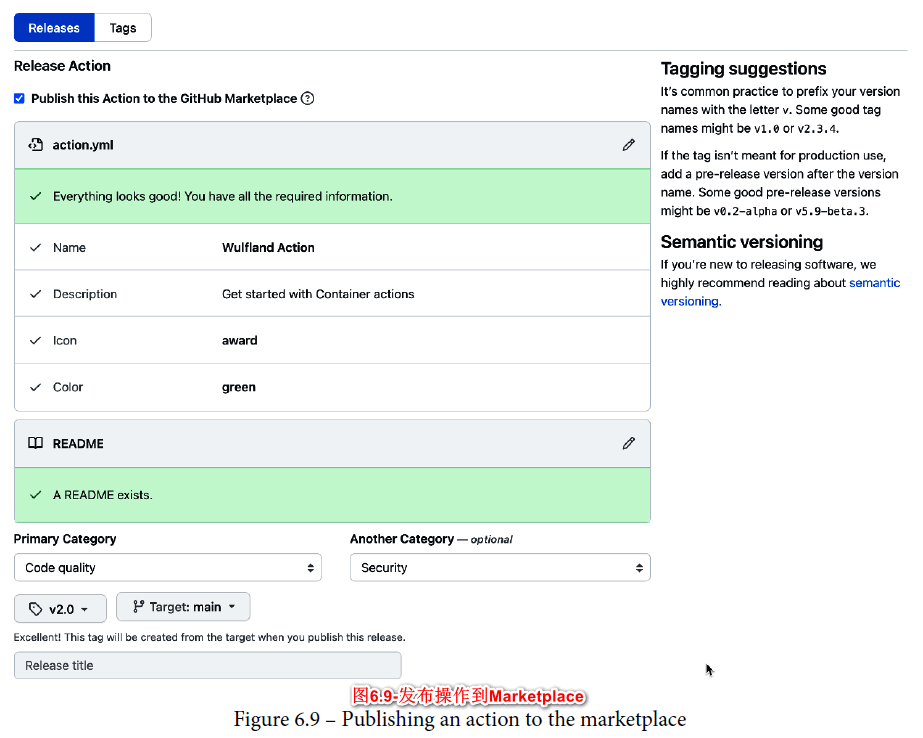 Releases
Tags
Release Action
Publish this Action to the GitHub Marketplace
action.yml
Everything looks good! You have all the required information.
Name Wulfland Action
Description Get started with Container actions
Icon award
Color green
README
A README exists.
Primary Category
Code quality
Another Category — optional
Security
v2.0
Target: main
Excellent! This tag will be created from the target when you publish this release.
Release title
Tagging suggestions
It's common practice to prefix your version
names with the letter v. Some good tag
names might be v1.0 or v2.3.4.
If the tag isn't meant for production use,
add a pre-release version after the version
name. Some good pre-release versions
might be v0.2-alpha or v5.9-beta.3.
Semantic versioning
If you're new to releasing software, we
highly recommend reading about semantic
versioning.
图6.9-发布操作到Marketplace
Figure 6.9 – Publishing an action to the marketplace